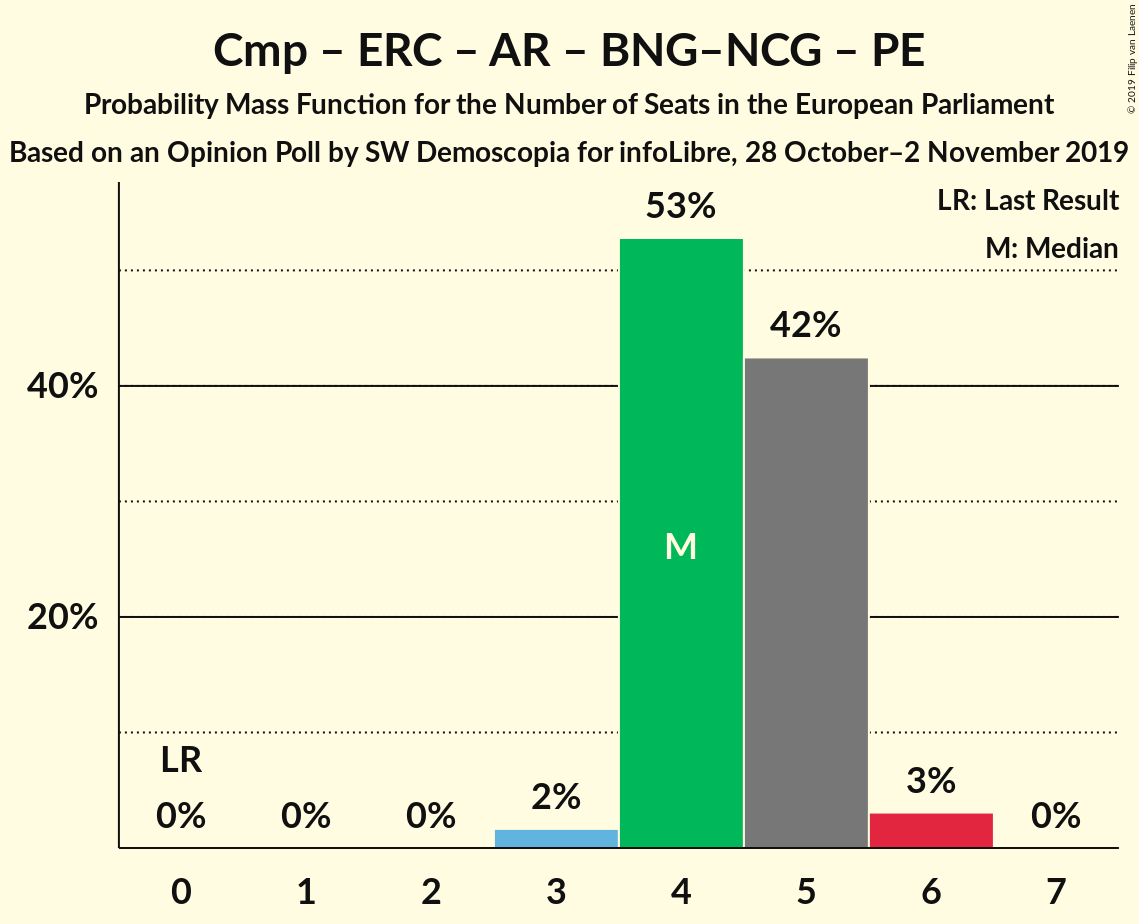 Cmp – ERC – AR – BNG–NCG – PE
Probability Mass Function for the Number of Seats in the European Parliament
Based on an Opinion Poll by SW Demoscopia for infoLibre, 28 October–2 November 2019
© 2019 Filip van Laenen
LR: Last Result
M: Median
53%
42%
40%
M
20%
LR
0%
0%
0%
2%
3%
0%
0
1
2
3
4
5
6
7